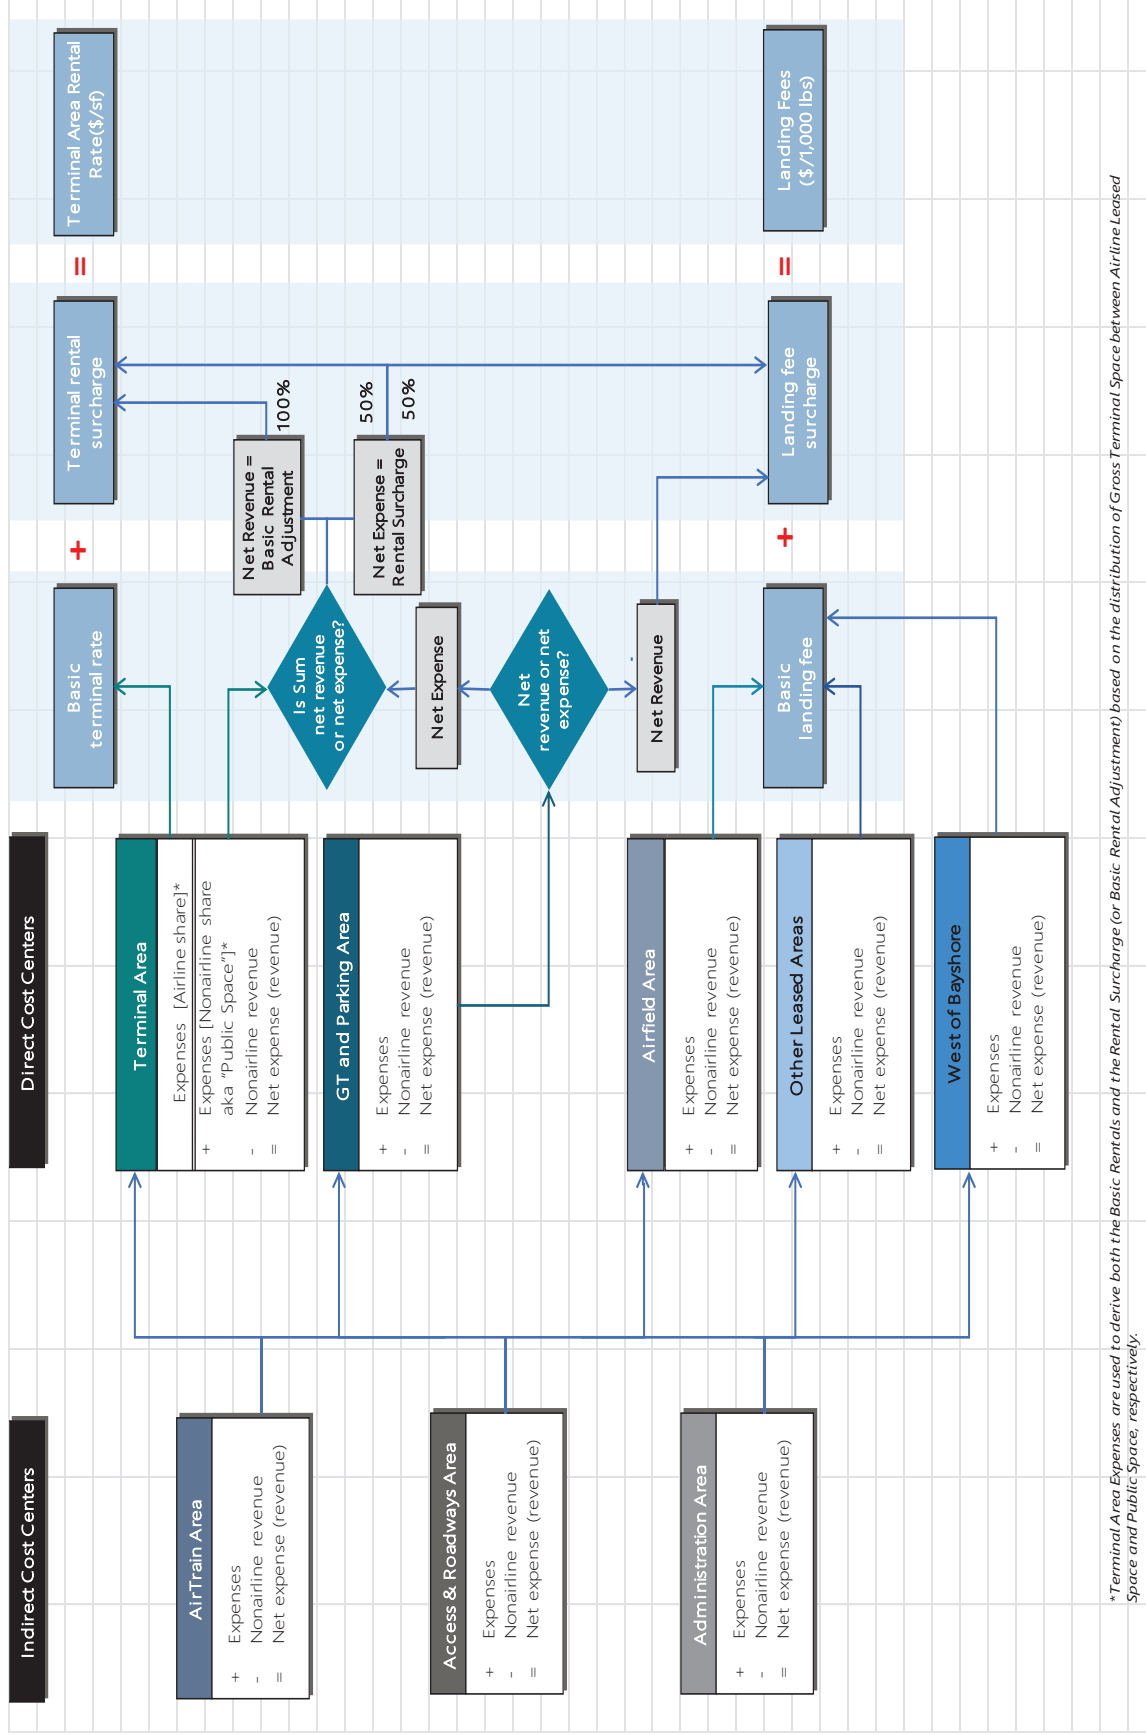 Indirect Cost Centers
AirTrain Area
+ Expenses
- Nonairline revenue
= Net expense (revenue)
Access & Roadways Area
+ Expenses
- Nonairline revenue
= Net expense (revenue)
Administration Area
+ Expenses
- Nonairline revenue
= Net expense (revenue)
Direct Cost Centers
Terminal Area
Expenses [Airline share]*
+ Expenses [Nonairline share
aka "Public Space"]*
- Nonairline revenue
= Net expense (revenue)
GT and Parking Area
+ Expenses
- Nonairline revenue
= Net expense (revenue)
Airfield Area
+ Expenses
- Nonairline revenue
= Net expense (revenue)
Other Leased Areas
+ Expenses
- Nonairline revenue
= Net expense (revenue)
West of Bayshore
+ Expenses
- Nonairline revenue
= Net expense (revenue)
Basic
terminal rate
+
Terminal rental
surcharge
=
Terminal Area Rental
Rate($/sf)
Is Sum
net revenue
or net expense?
Net Revenue =
Basic Rental
Adjustment
100%
Net Expense =
Rental Surcharge
50%
50%
Net Expense
Net
revenue or net
expense?
Net Revenue
Basic
landing fee
+
Landing fee
surcharge
=
Landing Fees
($/1,000 lbs)
*Terminal Area Expenses are used to derive both the Basic Rentals and the Rental Surcharge (or Basic Rental Adjustment) based on the distribution of Gross Terminal Space between Airline Leased
Space and Public Space, respectively.